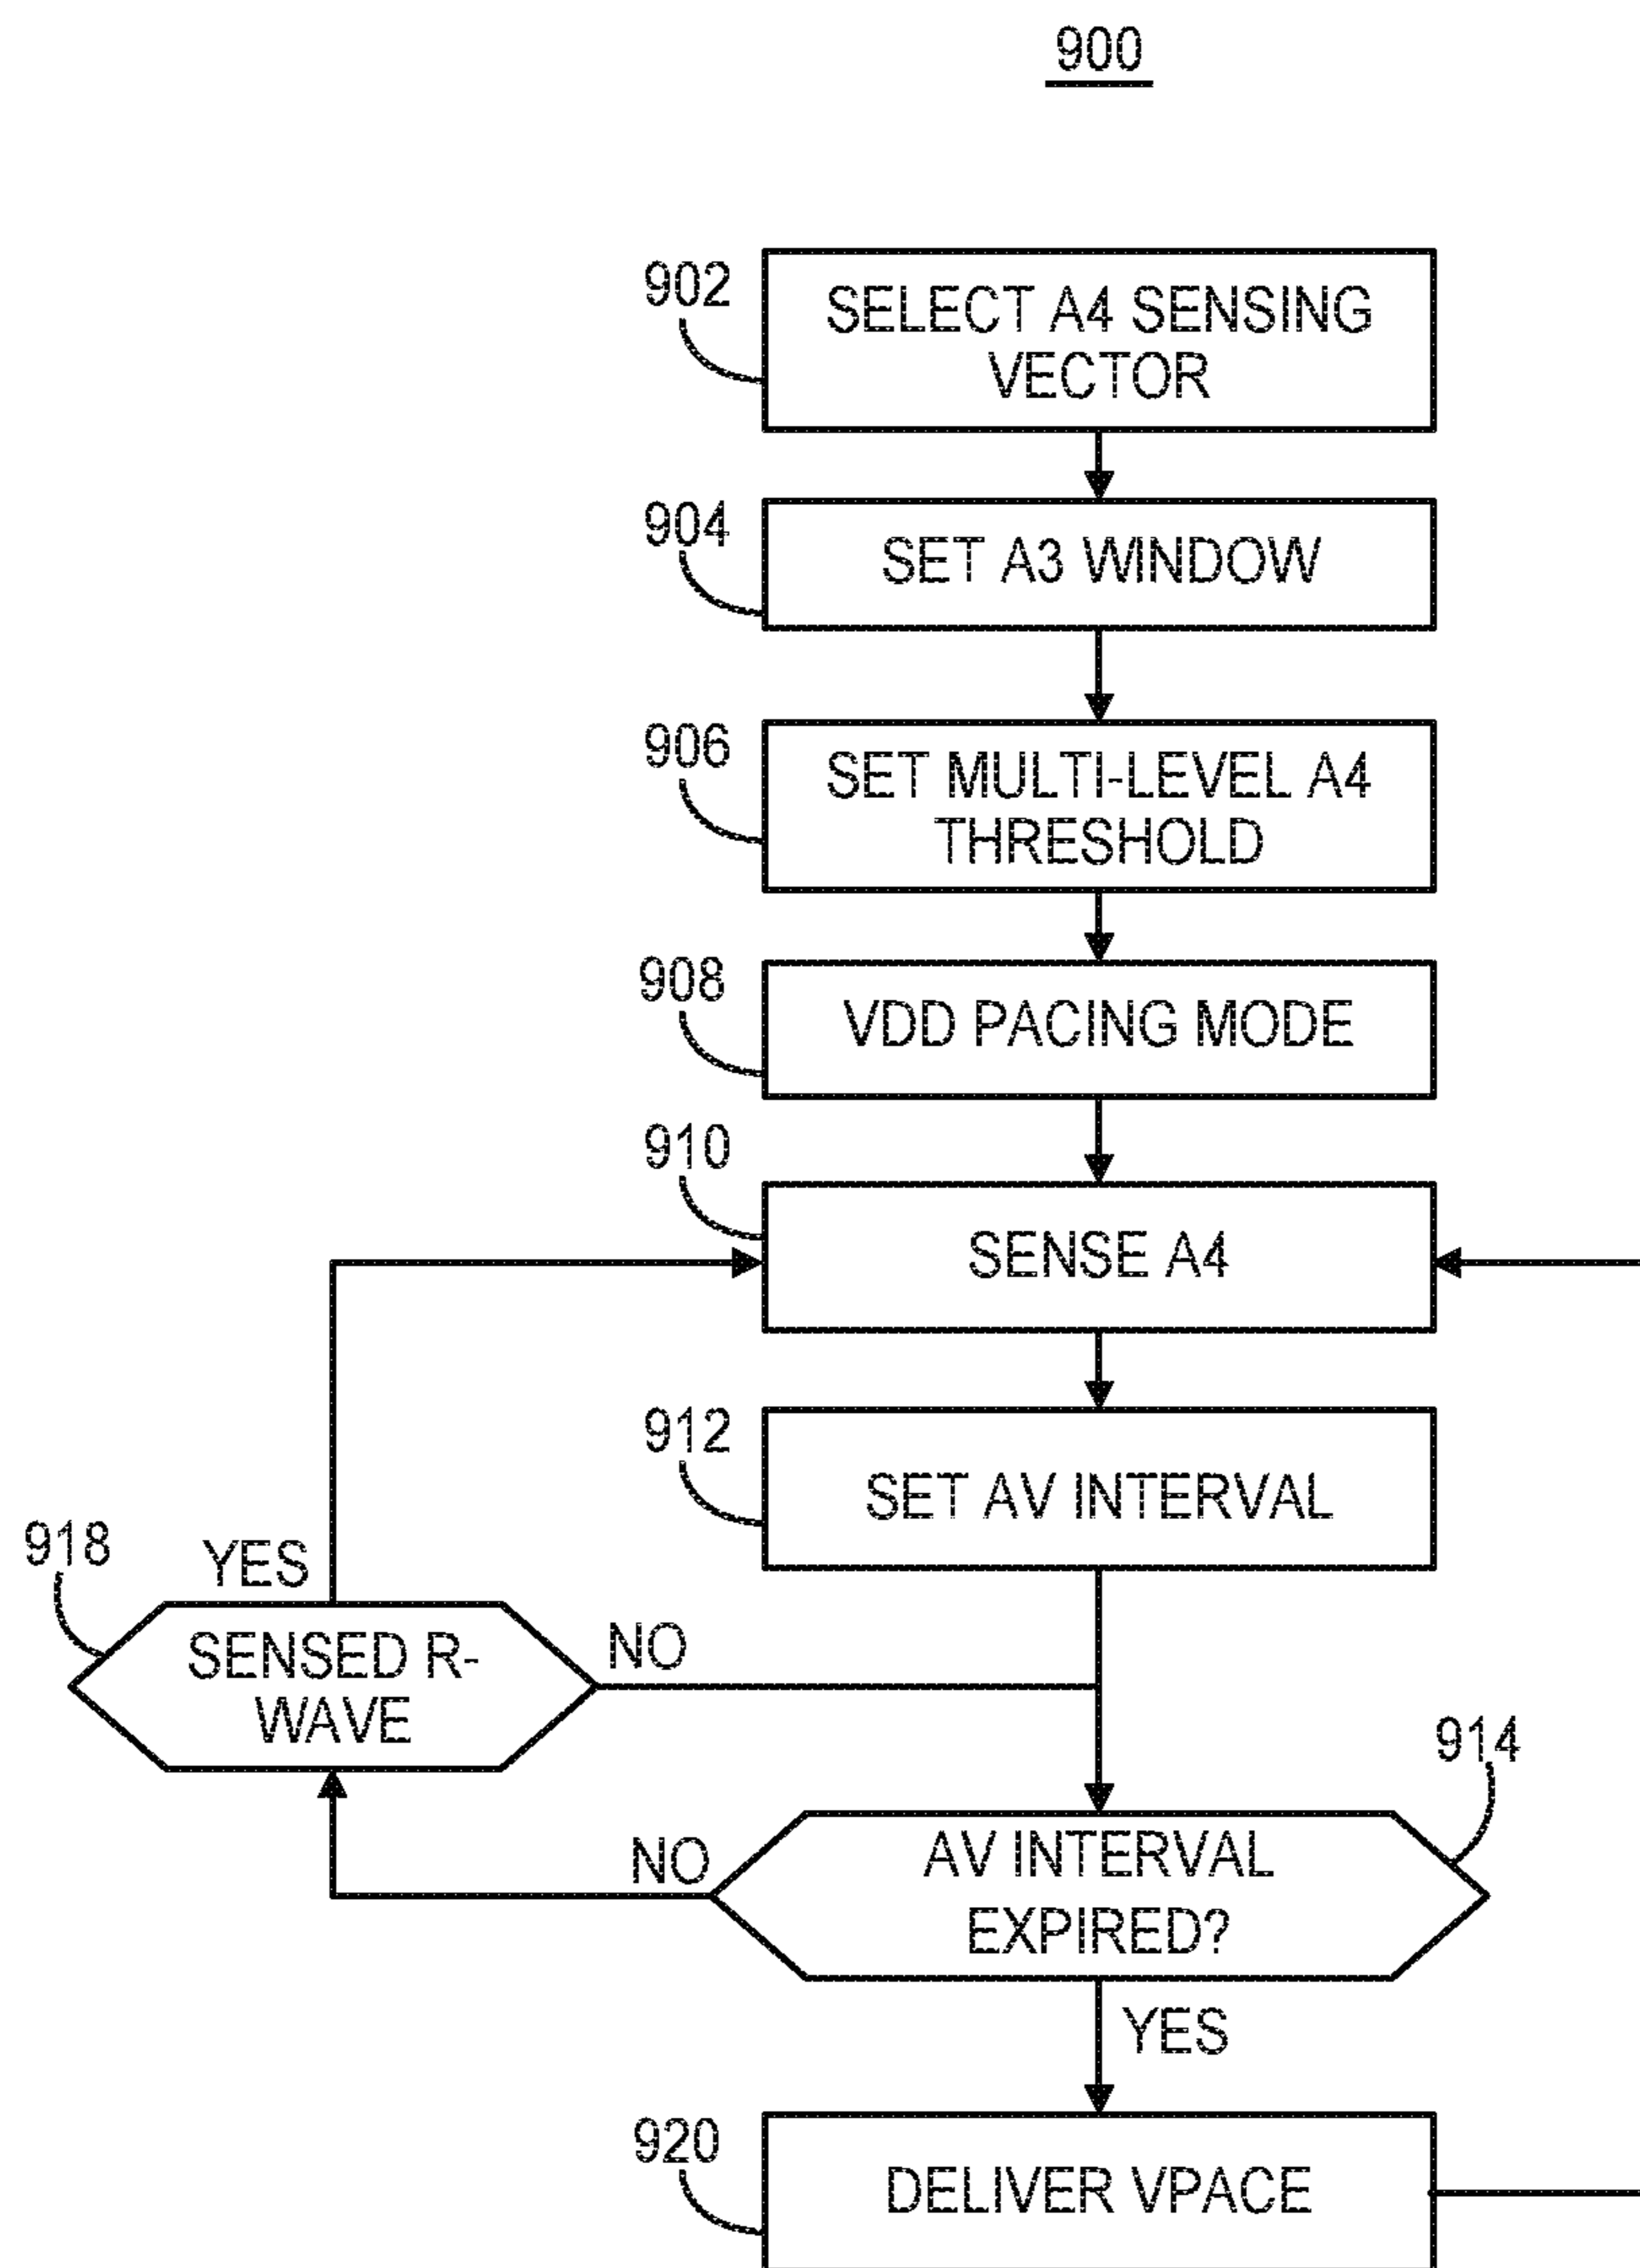 900
902
SELECT A4 SENSING
VECTOR
904
SET A3 WINDOW
906
SET MULTI-LEVEL A4
THRESHOLD
908
VDD PACING MODE
910
SENSE A4
912
SET AV INTERVAL
918
YES
SENSED R-
WAVE
NO
914
NO
AV INTERVAL
EXPIRED?
YES
920
DELIVER VPACE